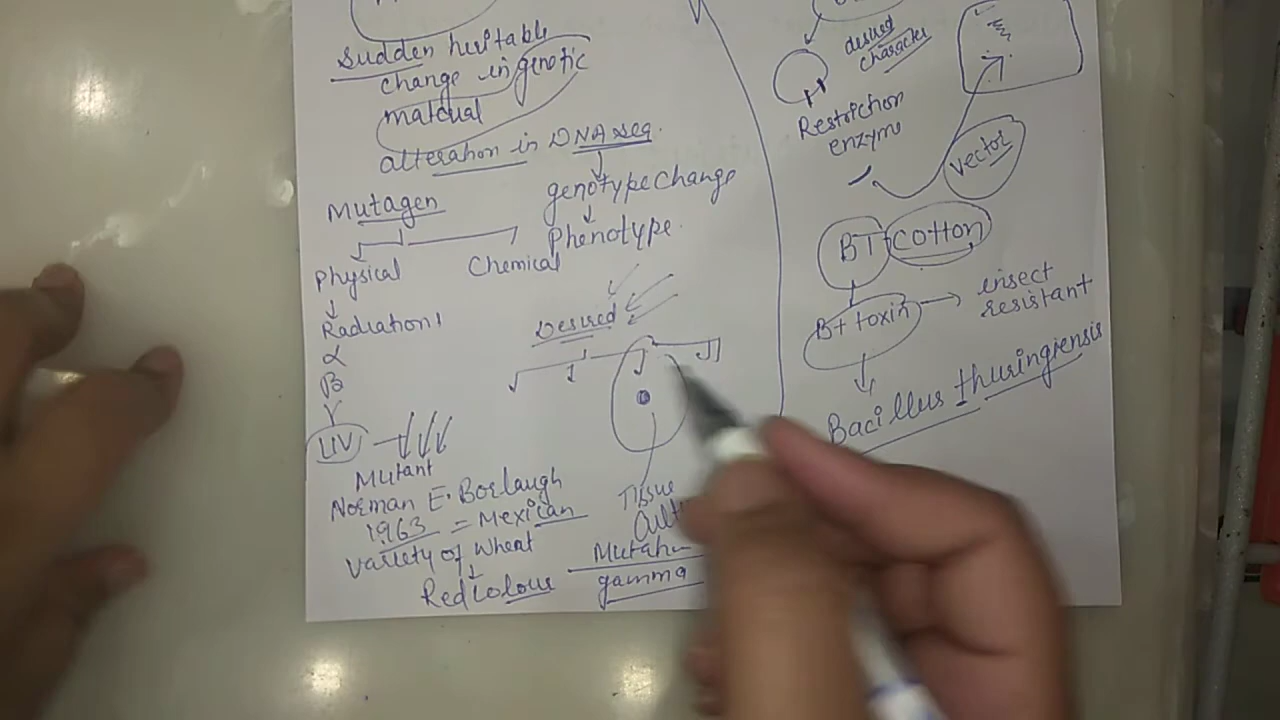 Sudden heritable
change in genetic
material
alteration in DNA seq.
genotype change
Phenotype.
Mutagen
Physical
Chemical
Radiation
α
β
γ
UV
Mutant
Norman E. Borlaugh
1963 = Mexican
variety of wheat
Red colour
Desired
Tissue
Mutatn
gamma
desired
character
Restriction
enzyme
vector
BT cotton
Bt toxin → insect
resistant
Bacillus thuringiensis